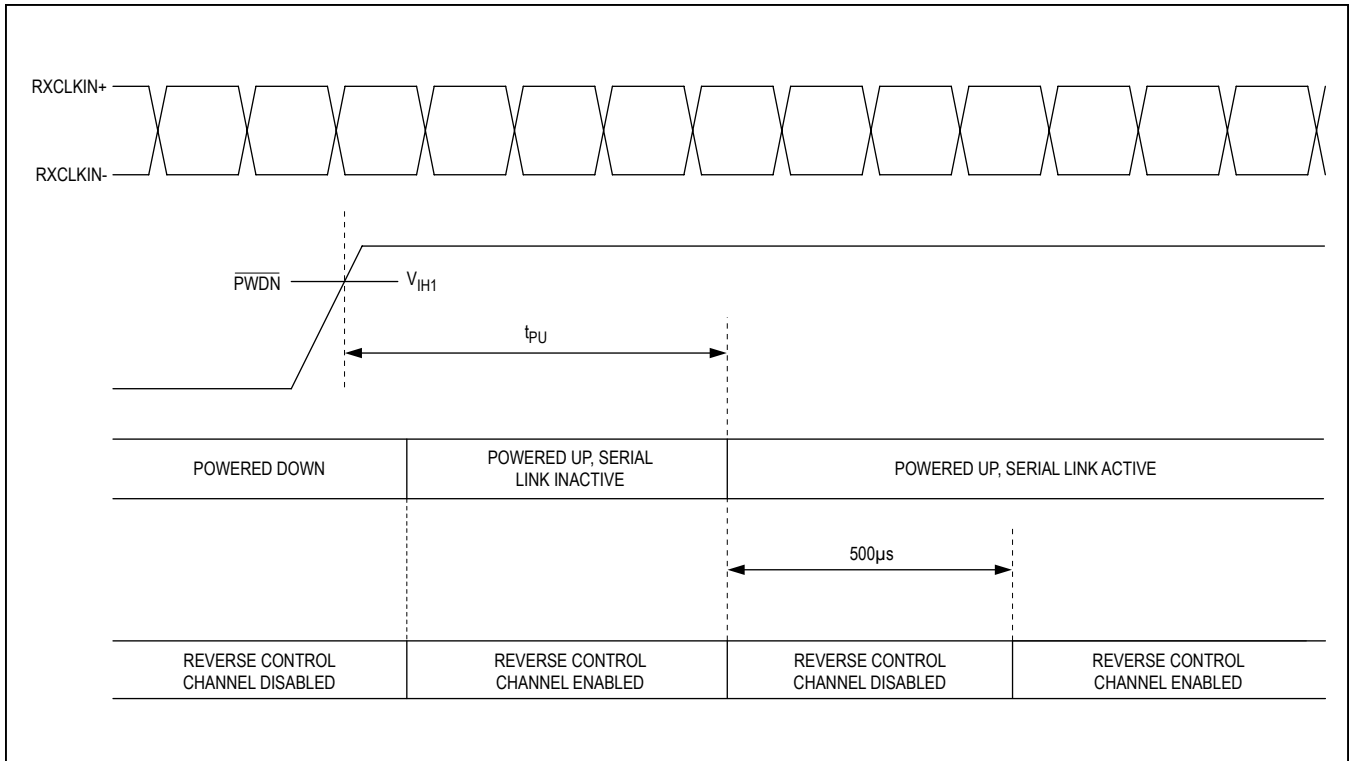 RXCLKIN+
RXCLKIN-
PWDN
VIH1
tPU
POWERED DOWN
POWERED UP, SERIAL
LINK INACTIVE
POWERED UP, SERIAL LINK ACTIVE
500µs
REVERSE CONTROL
CHANNEL DISABLED
REVERSE CONTROL
CHANNEL ENABLED
REVERSE CONTROL
CHANNEL DISABLED
REVERSE CONTROL
CHANNEL ENABLED